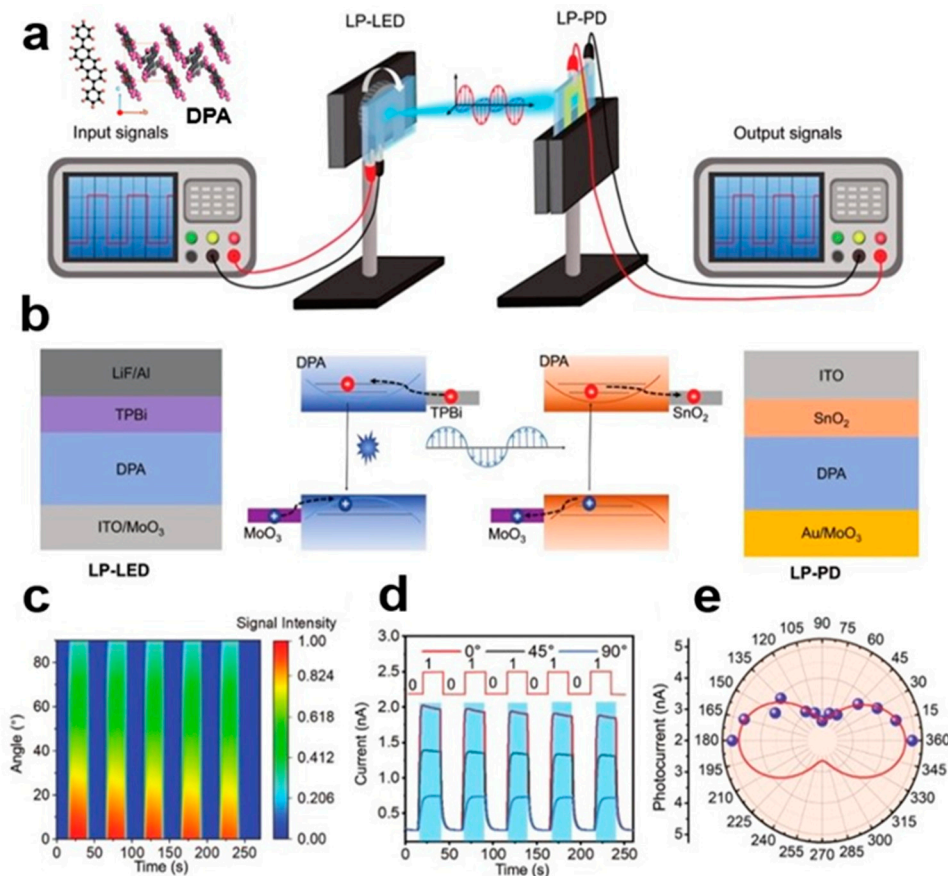 a
LP-LED
LP-PD
DPA
Input signals
Output signals
b
LiF/Al
TPBi
DPA
ITO/MoO₃
LP-LED
DPA
TPBi
MoO₃
DPA
SnO₂
MoO₃
ITO
SnO₂
DPA
Au/MoO₃
LP-PD
c
Signal Intensity
1.00
0.824
0.618
0.412
0.206
0.00
80
60
40
20
0
Angle (°)
0 50 100 150 200 250
Time (s)
d
3.0
2.5
2.0
1.5
1.0
0.5
Current (nA)
0° 45° 90°
1 1 1 1 1
0 0 0 0 0
0 50 100 150 200 250
Time (s)
e
5
4
3
2
3
4
5
Photocurrent (nA)
90
105 75
120 60
135 45
150 30
165 15
180 360
195 345
210 330
225 315
240 300
255 285
270